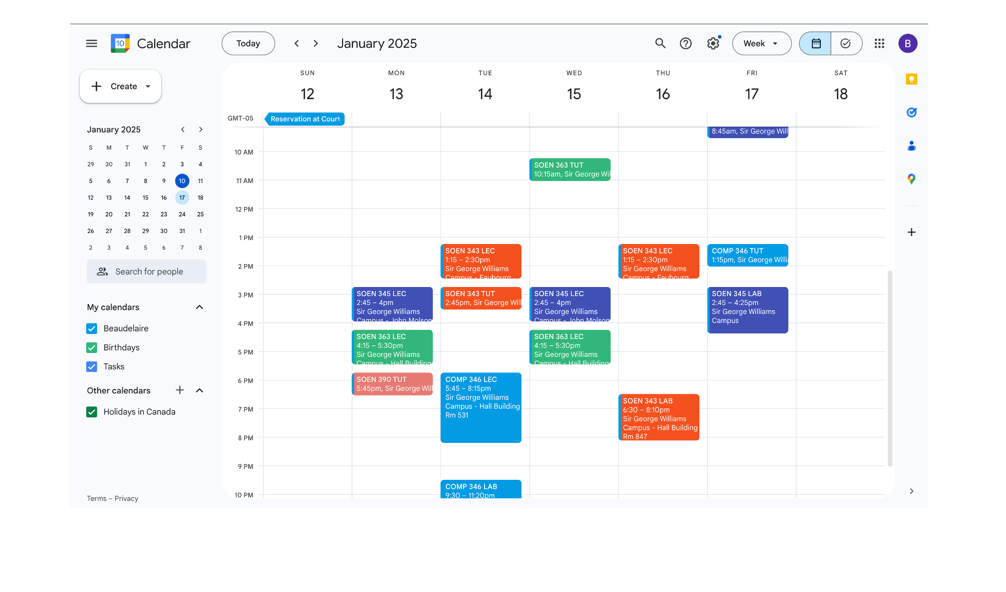 10
Calendar
Today
January 2025
Week
B
Create
January 2025
S M T W T F S
29 30 31 1 2 3 4
5 6 7 8 9 10 11
12 13 14 15 16 17 18
19 20 21 22 23 24 25
26 27 28 29 30 31 1
2 3 4 5 6 7 8
Search for people
My calendars
Beaudelaire
Birthdays
Tasks
Other calendars
Holidays in Canada
Terms – Privacy
SUN MON TUE WED THU FRI SAT
12 13 14 15 16 17 18
GMT-05
Reservation at Court
10 AM
11 AM
12 PM
1 PM
2 PM
3 PM
4 PM
5 PM
6 PM
7 PM
8 PM
9 PM
10 PM
SOEN 345 LEC
2:45 – 4pm
Sir George Williams
Campus - John Molson
SOEN 363 LEC
4:15 – 5:30pm
Sir George Williams
Campus - Hall Building
SOEN 390 TUT
5:45pm, Sir George Will
SOEN 343 LEC
1:15 – 2:30pm
Sir George Williams
Campus - Faubourg
SOEN 343 TUT
2:45pm, Sir George Will
COMP 346 LEC
5:45 – 8:15pm
Sir George Williams
Campus - Hall Building
Rm 531
COMP 346 LAB
9:30 – 11:20pm
SOEN 363 TUT
10:15am, Sir George Wil
SOEN 345 LEC
2:45 – 4pm
Sir George Williams
Campus - John Molson
SOEN 363 LEC
4:15 – 5:30pm
Sir George Williams
Campus - Hall Building
SOEN 343 LEC
1:15 – 2:30pm
Sir George Williams
Campus - Faubourg
SOEN 343 LAB
6:30 – 8:10pm
Sir George Williams
Campus - Hall Building
Rm 847
8:45am, Sir George Will
COMP 346 TUT
1:15pm, Sir George Willi
SOEN 345 LAB
2:45 – 4:25pm
Sir George Williams
Campus